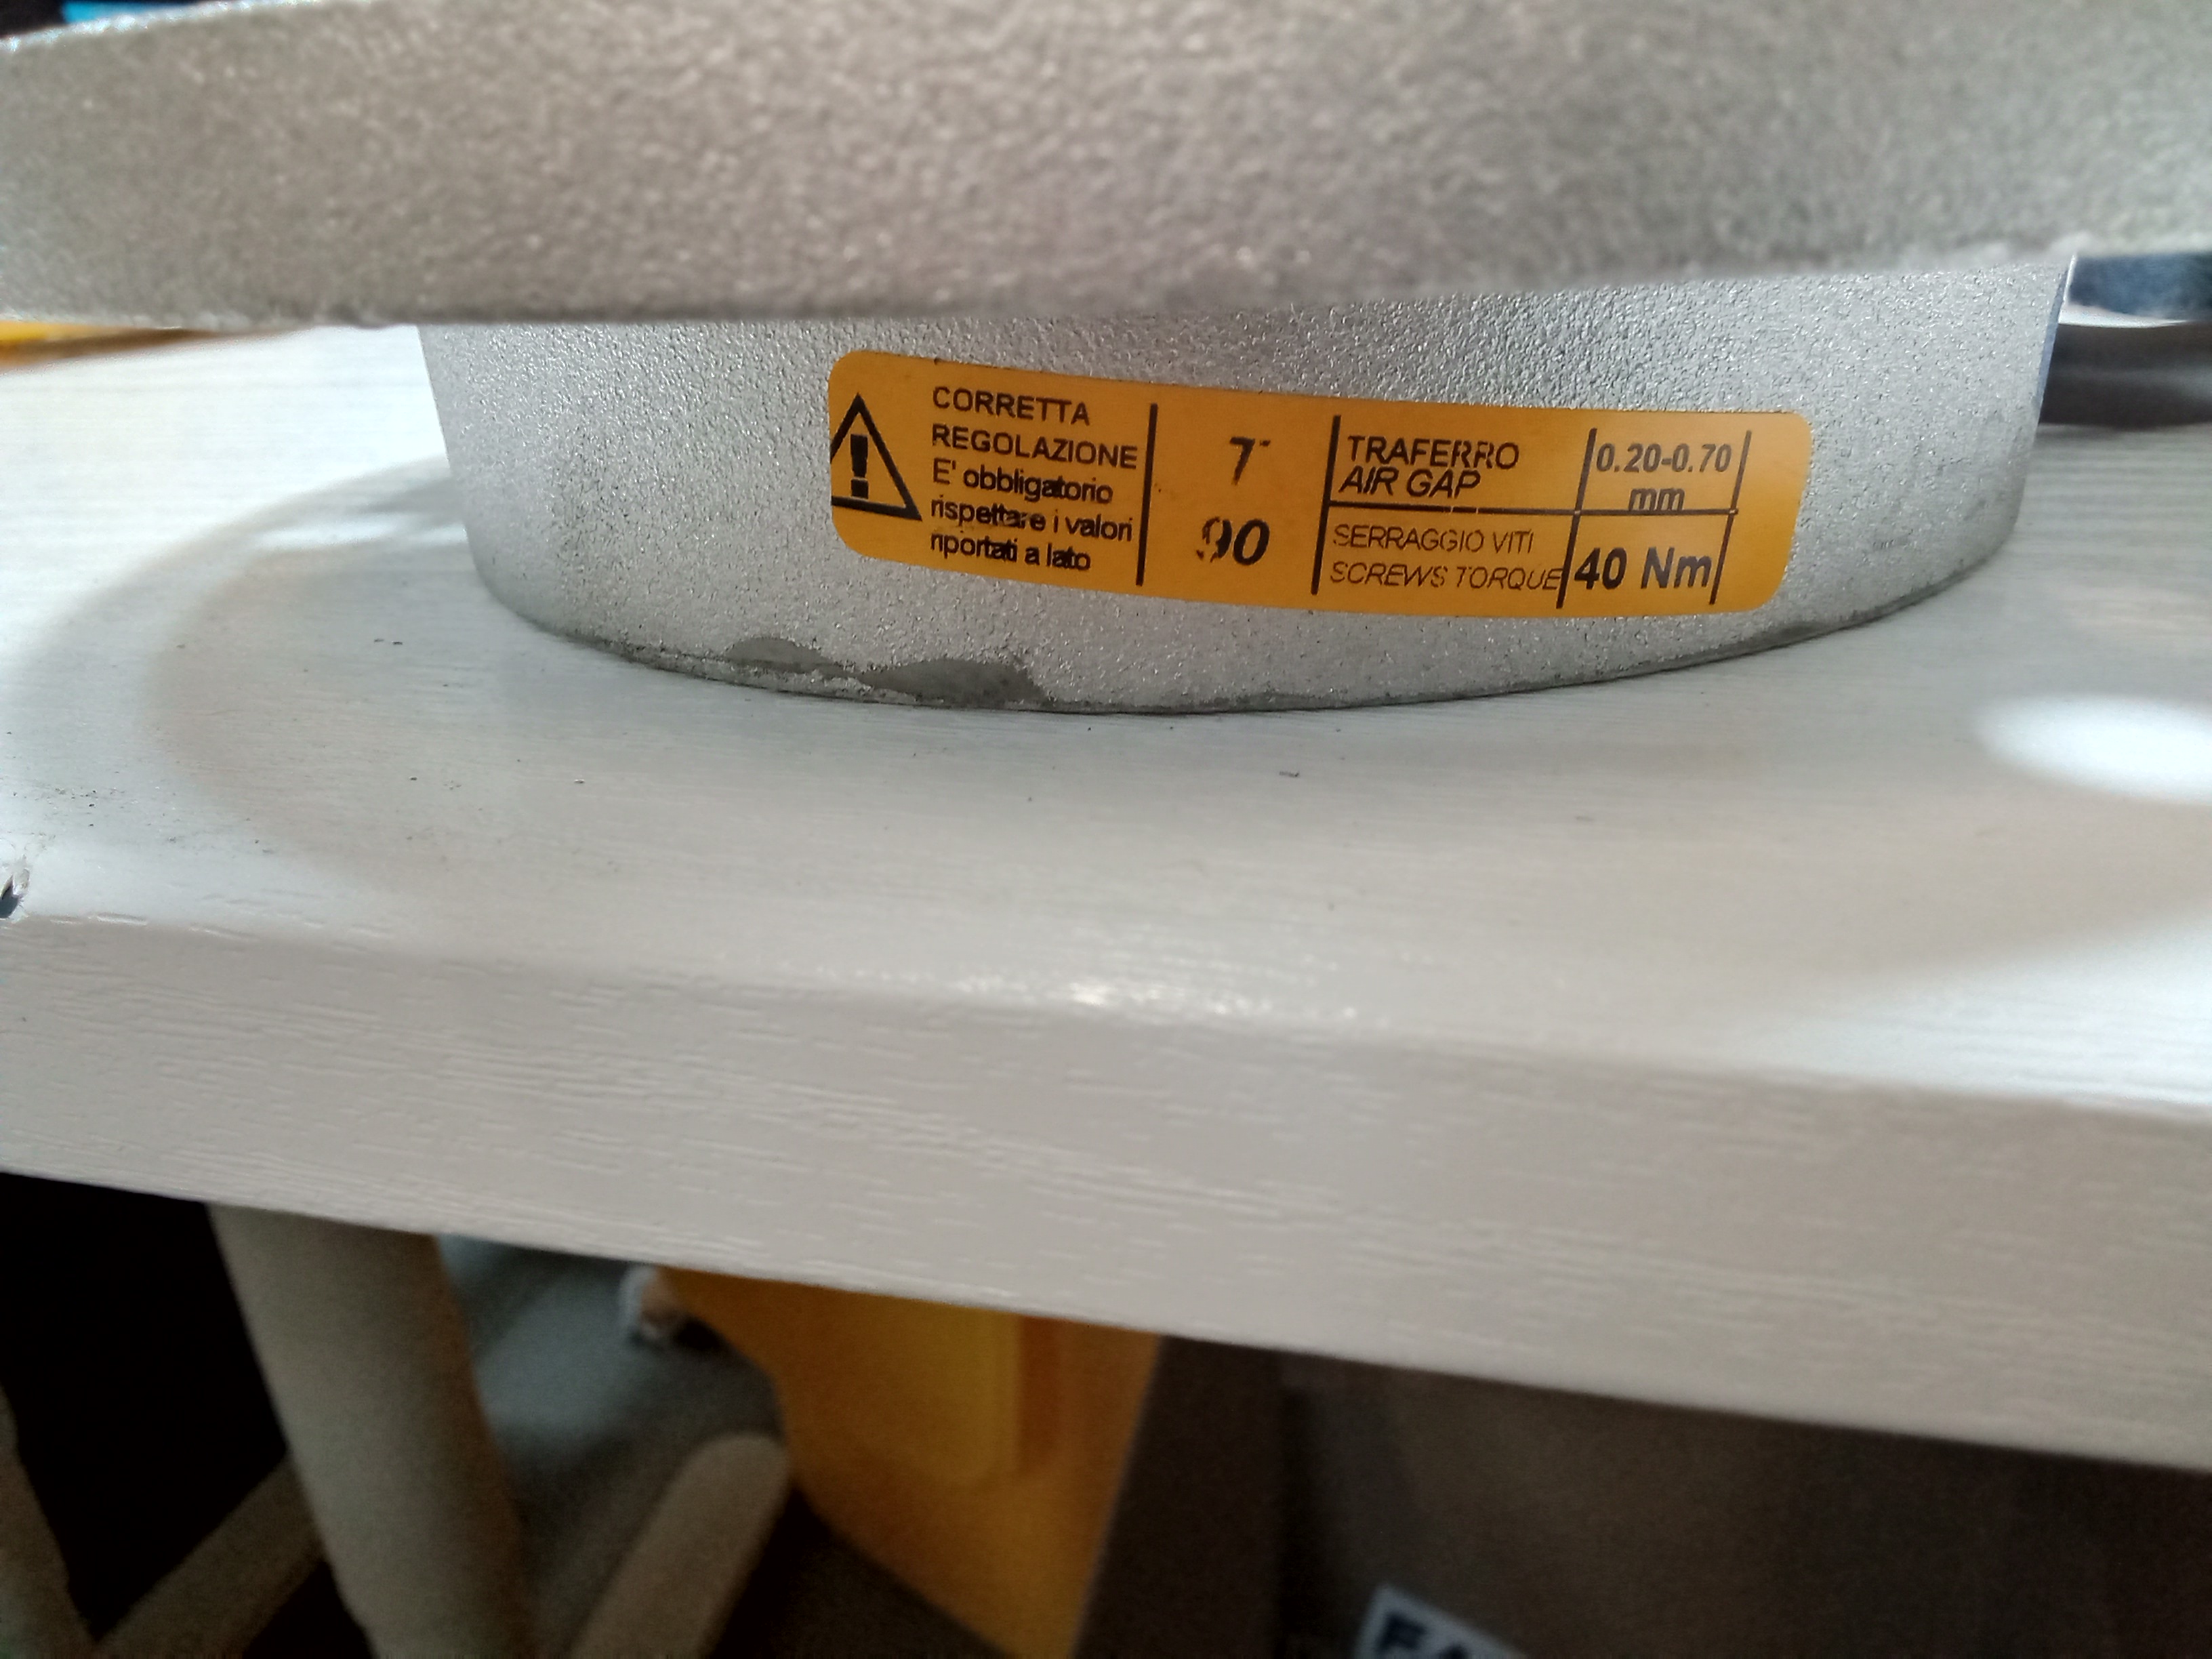 CORRETTA
REGOLAZIONE
E' obbligatorio
rispettare i valori
riportati a lato
7
90
TRAFERRO
AIR GAP
0.20-0.70
mm
SERRAGGIO VITI
SCREWS TORQUE
40 Nm